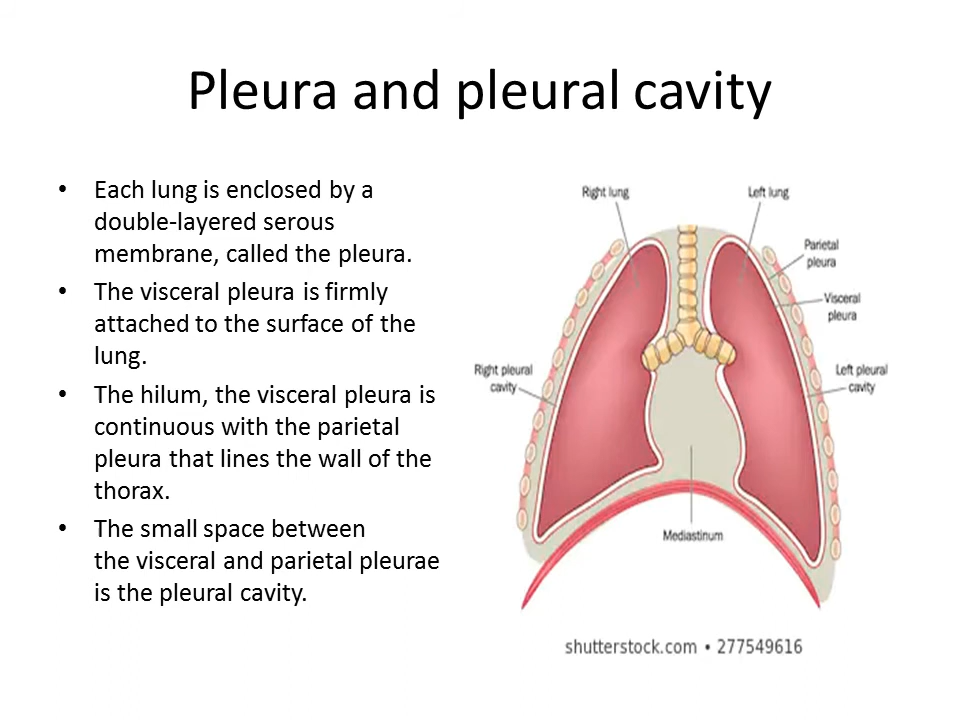 Pleura and pleural cavity
• Each lung is enclosed by a
double-layered serous
membrane, called the pleura.
• The visceral pleura is firmly
attached to the surface of the
lung.
• The hilum, the visceral pleura is
continuous with the parietal
pleura that lines the wall of the
thorax.
• The small space between
the visceral and parietal pleurae
is the pleural cavity.
Right lung
Left lung
Parietal
pleura
Visceral
pleura
Right pleural
cavity
Left pleural
cavity
Mediastinum
shutterstock.com • 277549616